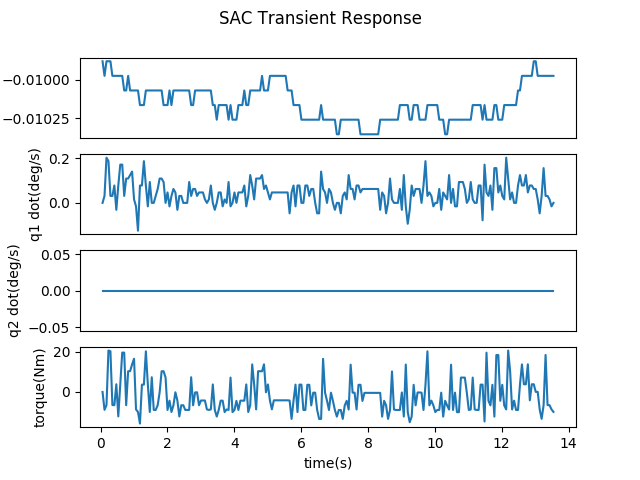 SAC Transient Response
−0.01000
−0.01025
q1 dot(deg/s)
0.2
0.0
q2 dot(deg/s)
0.05
0.00
−0.05
torque(Nm)
20
0
0 2 4 6 8 10 12 14
time(s)